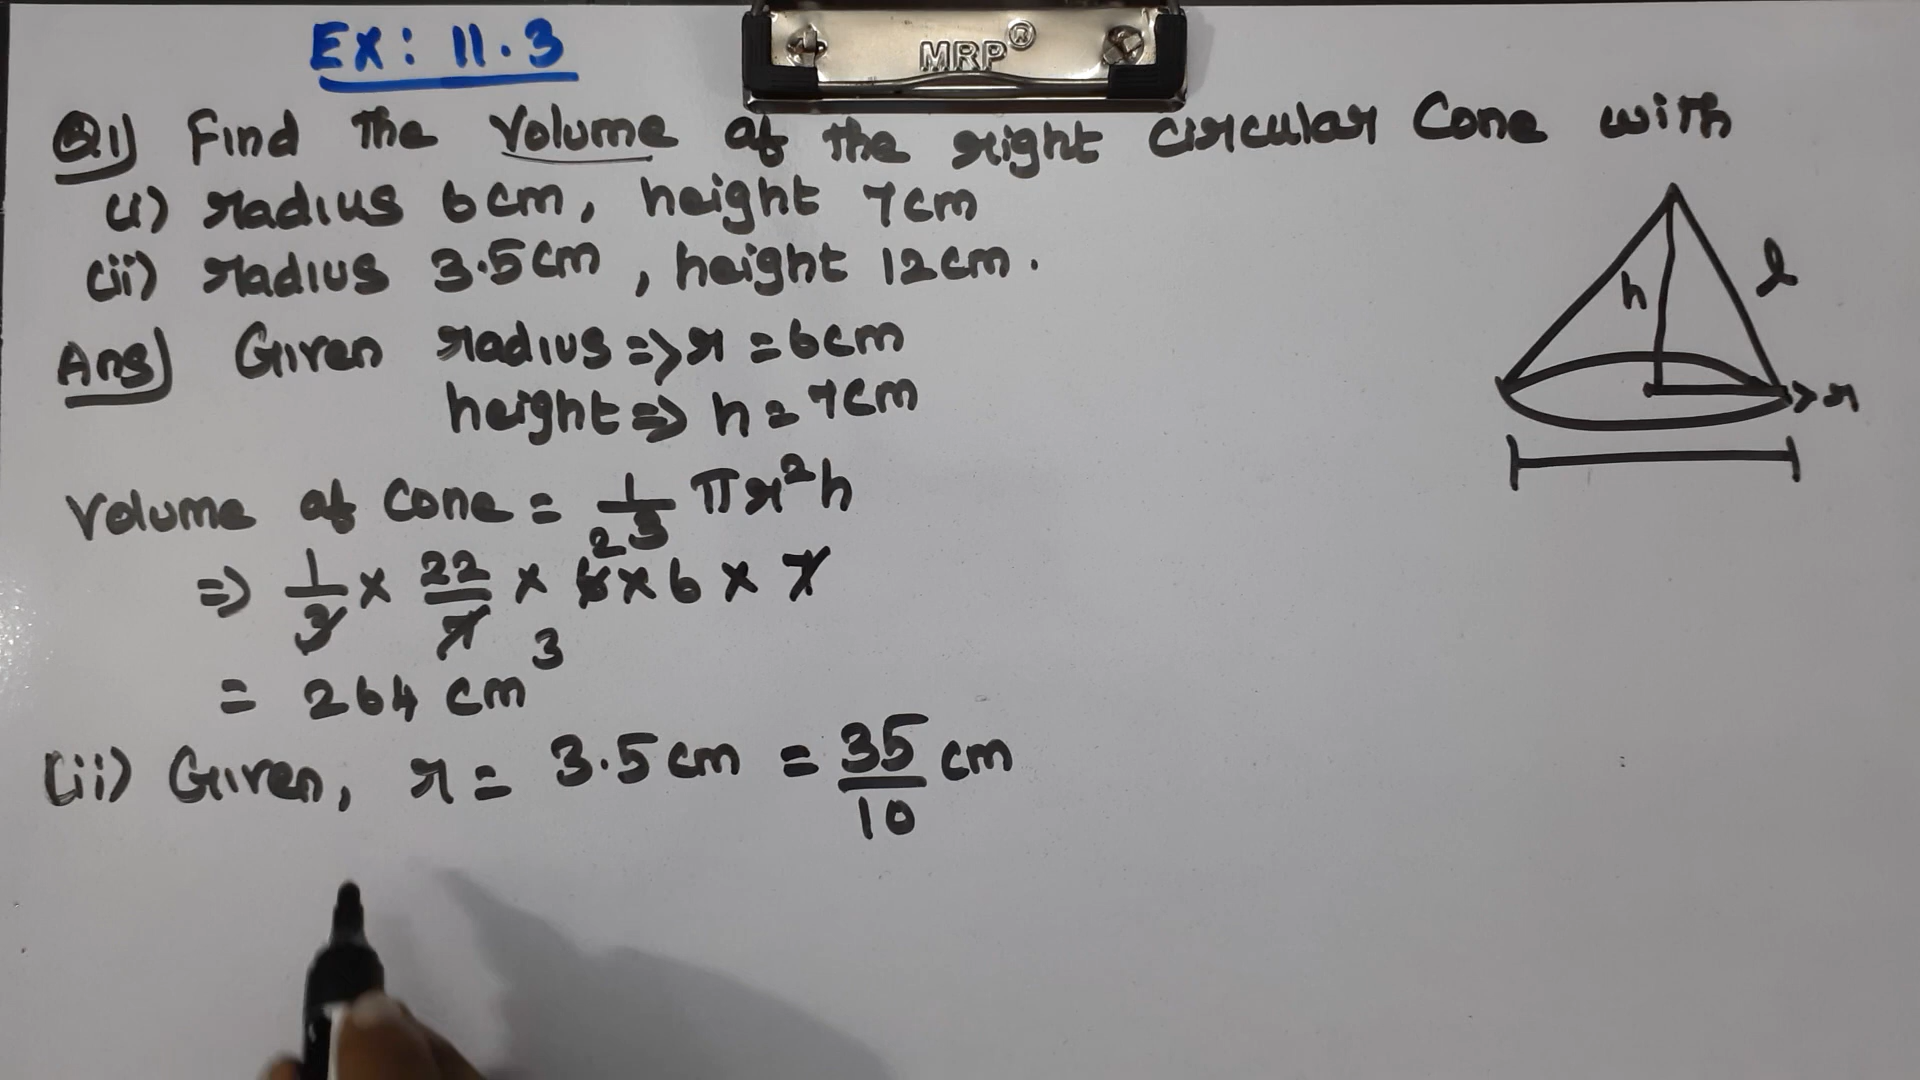 EX: 11.3
MRP®
Q1) Find the Volume of the right circular Cone with
(i) radius 6cm, height 7cm
(ii) radius 3.5cm, height 12cm.
Ans) Given radius => r = 6cm
height => h = 7cm
Volume of Cone = 1/3 πr²h
=> 1/3 × 22/7 × 6 × 6 × 7
2
= 264 cm³
(ii) Given, r = 3.5cm = 35/10 cm
h
l
r